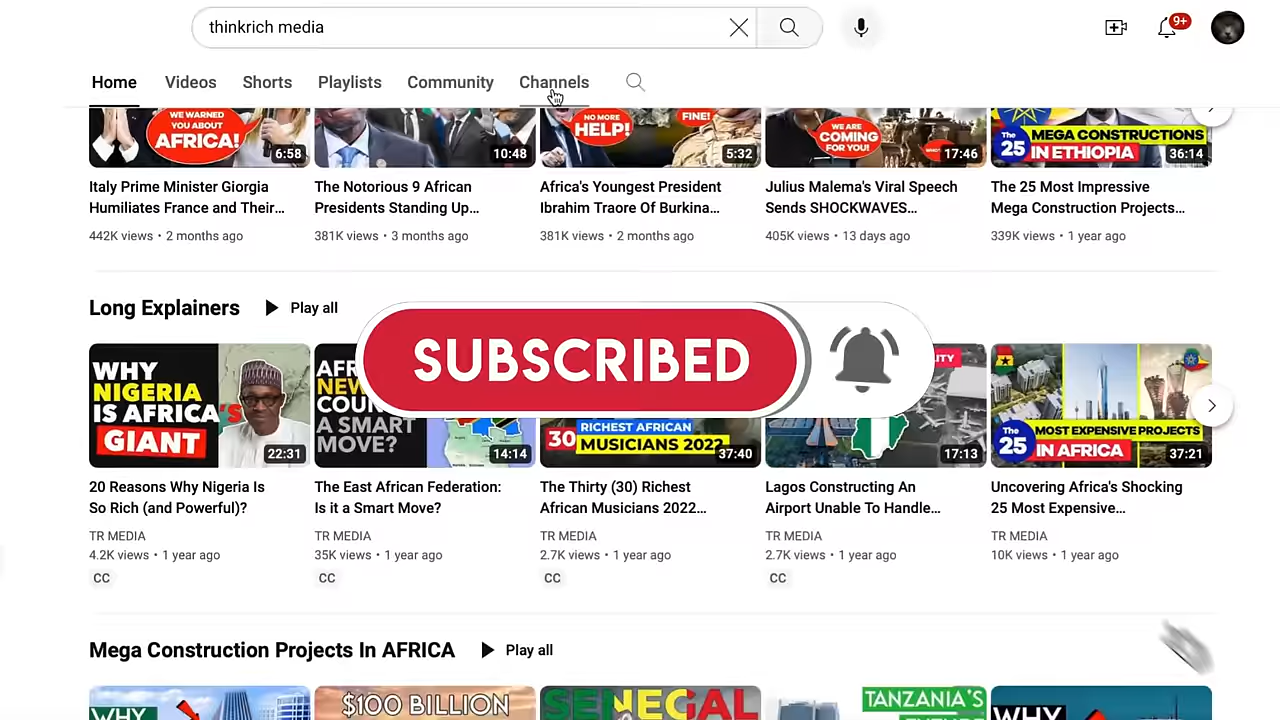 thinkrich media
9+
Home
Videos
Shorts
Playlists
Community
Channels
WE WARNED
YOU ABOUT
AFRICA!
6:58
10:48
NO MORE
HELP!
FINE!
5:32
WE ARE
COMING
FOR YOU!
17:46
The
25
MEGA CONSTRUCTIONS
IN ETHIOPIA
36:14
Italy Prime Minister Giorgia
Humiliates France and Their…
442K views • 2 months ago
The Notorious 9 African
Presidents Standing Up…
381K views • 3 months ago
Africa's Youngest President
Ibrahim Traore Of Burkina…
381K views • 2 months ago
Julius Malema's Viral Speech
Sends SHOCKWAVES…
405K views • 13 days ago
The 25 Most Impressive
Mega Construction Projects…
339K views • 1 year ago
Long Explainers
Play all
SUBSCRIBED
WHY
NIGERIA
IS AFRICA'S
GIANT
22:31
A SMART
MOVE?
14:14
30
RICHEST AFRICAN
MUSICIANS 2022
37:40
17:13
The
25
MOST EXPENSIVE PROJECTS
IN AFRICA
37:21
20 Reasons Why Nigeria Is
So Rich (and Powerful)?
TR MEDIA
4.2K views • 1 year ago
CC
The East African Federation:
Is it a Smart Move?
TR MEDIA
35K views • 1 year ago
CC
The Thirty (30) Richest
African Musicians 2022…
TR MEDIA
2.7K views • 1 year ago
CC
Lagos Constructing An
Airport Unable To Handle…
TR MEDIA
2.7K views • 1 year ago
CC
Uncovering Africa's Shocking
25 Most Expensive…
TR MEDIA
10K views • 1 year ago
Mega Construction Projects In AFRICA
Play all
WHY
$100 BILLION
SENEGAL
TANZANIA'S
FUTURE
WHY